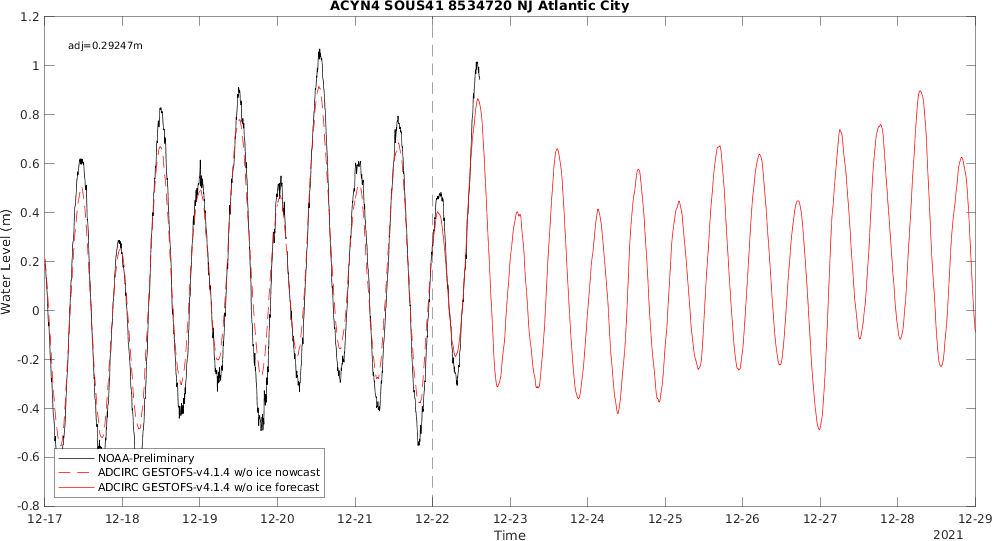 ACYN4 SOUS41 8534720 NJ Atlantic City
adj=0.29247m
1.2
1
0.8
0.6
0.4
0.2
0
-0.2
-0.4
-0.6
-0.8
Water Level (m)
NOAA-Preliminary
ADCIRC GESTOFS-v4.1.4 w/o ice nowcast
ADCIRC GESTOFS-v4.1.4 w/o ice forecast
12-17 12-18 12-19 12-20 12-21 12-22 12-23 12-24 12-25 12-26 12-27 12-28 12-29
Time
2021